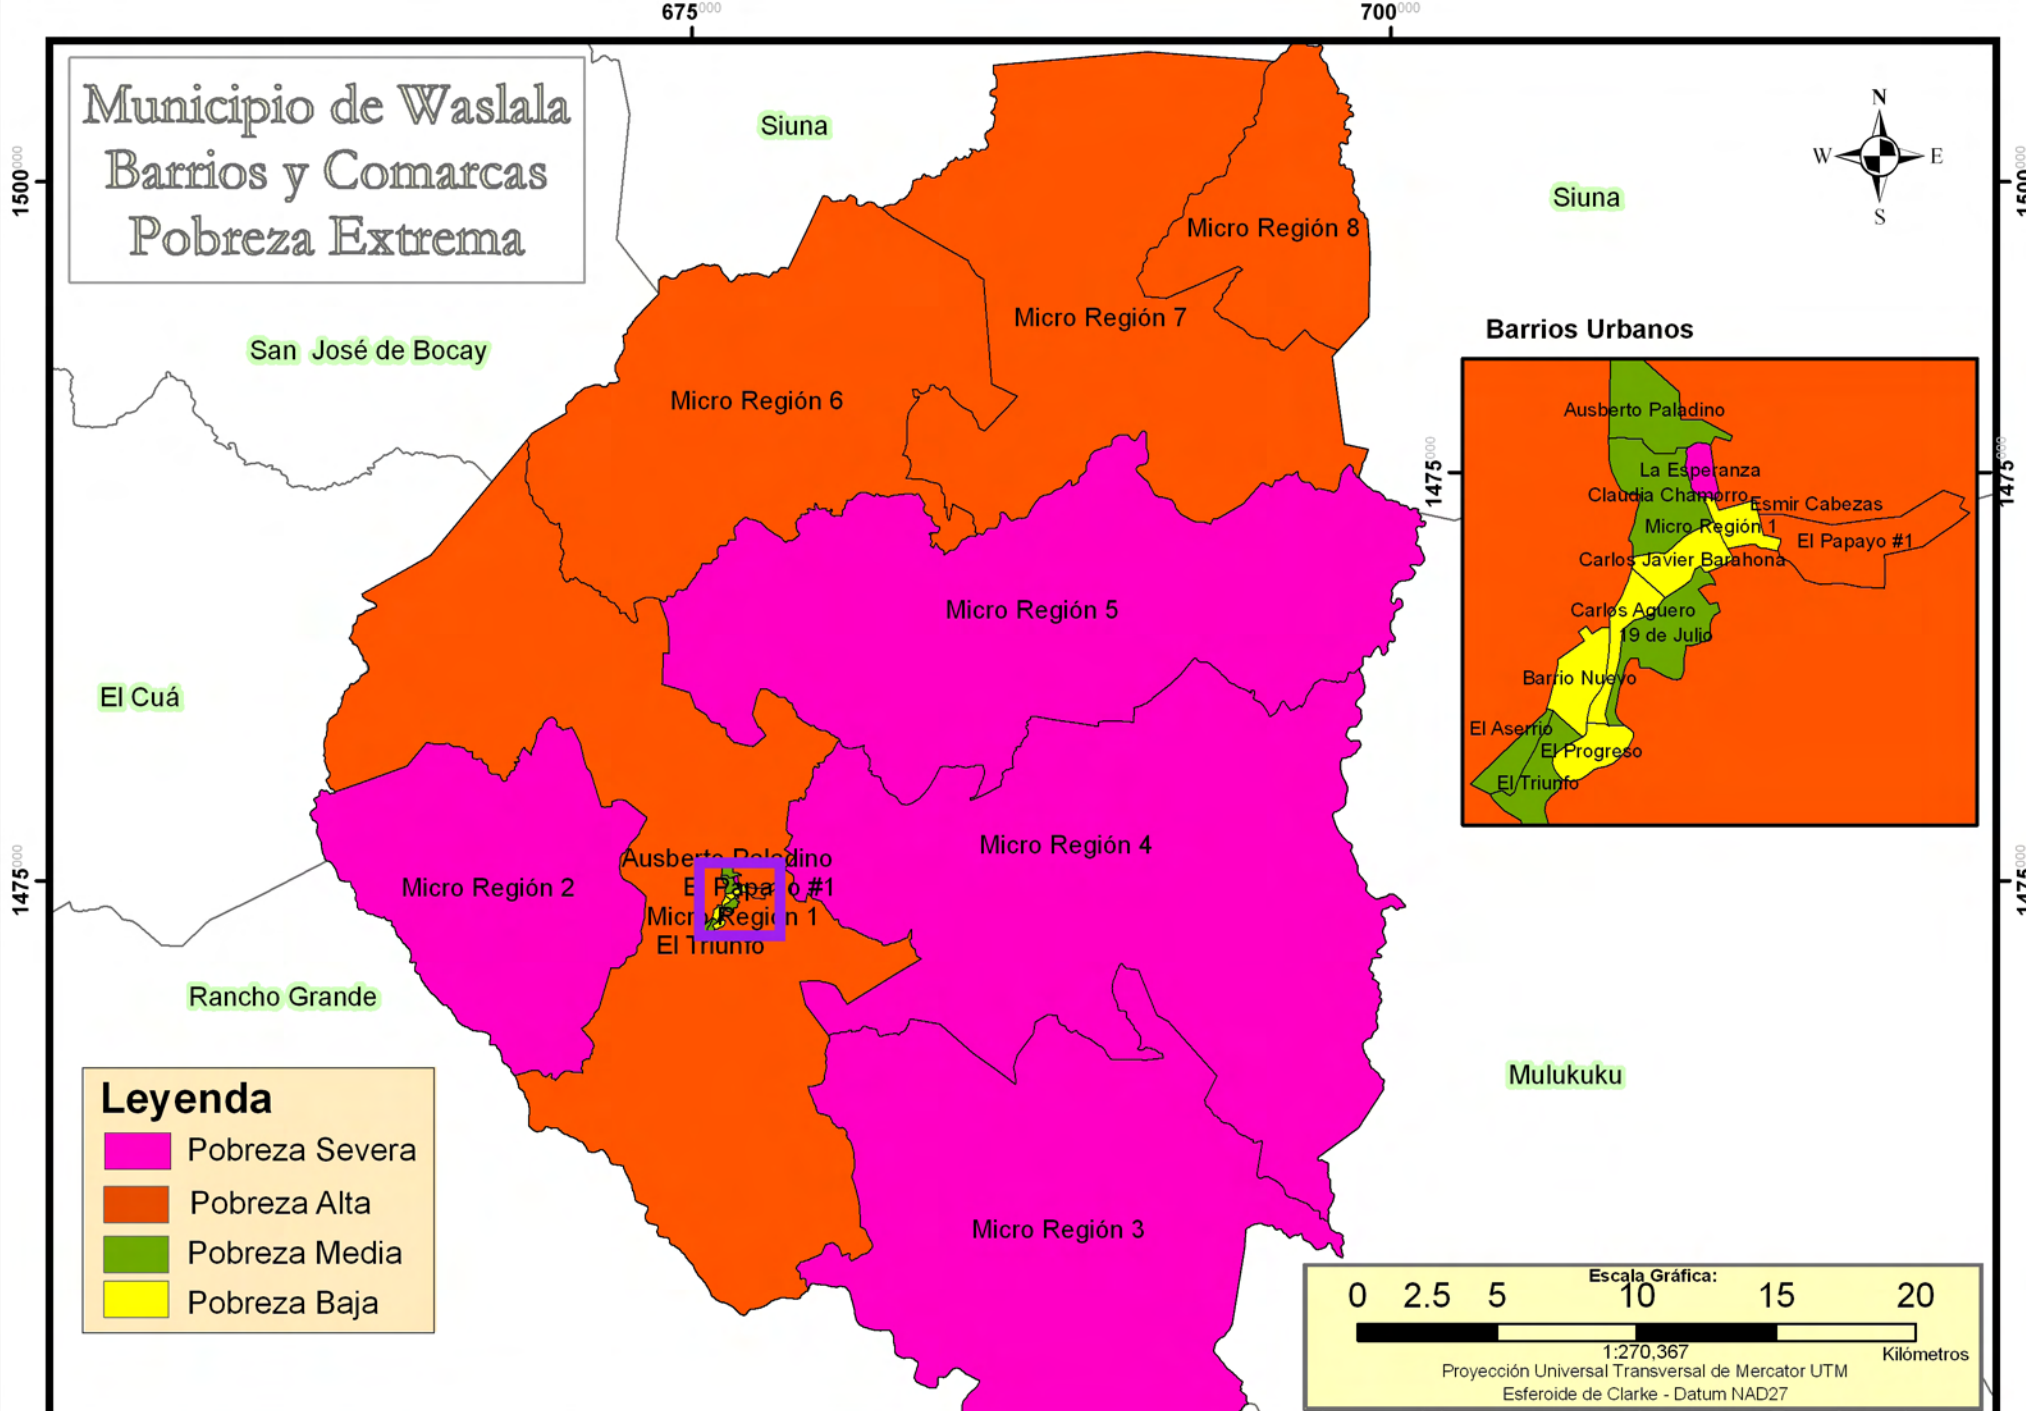 675000
700000
Municipio de Waslala
Barrios y Comarcas
Pobreza Extrema
Siuna
Siuna
N
W
E
S
1500000
1500000
Micro Región 8
Micro Región 7
San José de Bocay
Micro Región 6
Barrios Urbanos
Ausberto Paladino
La Esperanza
Claudia Chamorro
Esmir Cabezas
Micro Región 1
El Papayo #1
Carlos Javier Barahona
Carlos Aguero
19 de Julio
Barrio Nuevo
El Aserrio
El Progreso
El Triunfo
1475000
1475000
Micro Región 5
El Cuá
Micro Región 4
Ausberto Paladino
El Papayo #1
Micro Región 1
El Triunfo
Micro Región 2
1475000
1475000
Rancho Grande
Mulukuku
Micro Región 3
Leyenda
Pobreza Severa
Pobreza Alta
Pobreza Media
Pobreza Baja
Escala Gráfica:
0 2.5 5 10 15 20
1:270,367
Kilómetros
Proyección Universal Transversal de Mercator UTM
Esferoide de Clarke - Datum NAD27